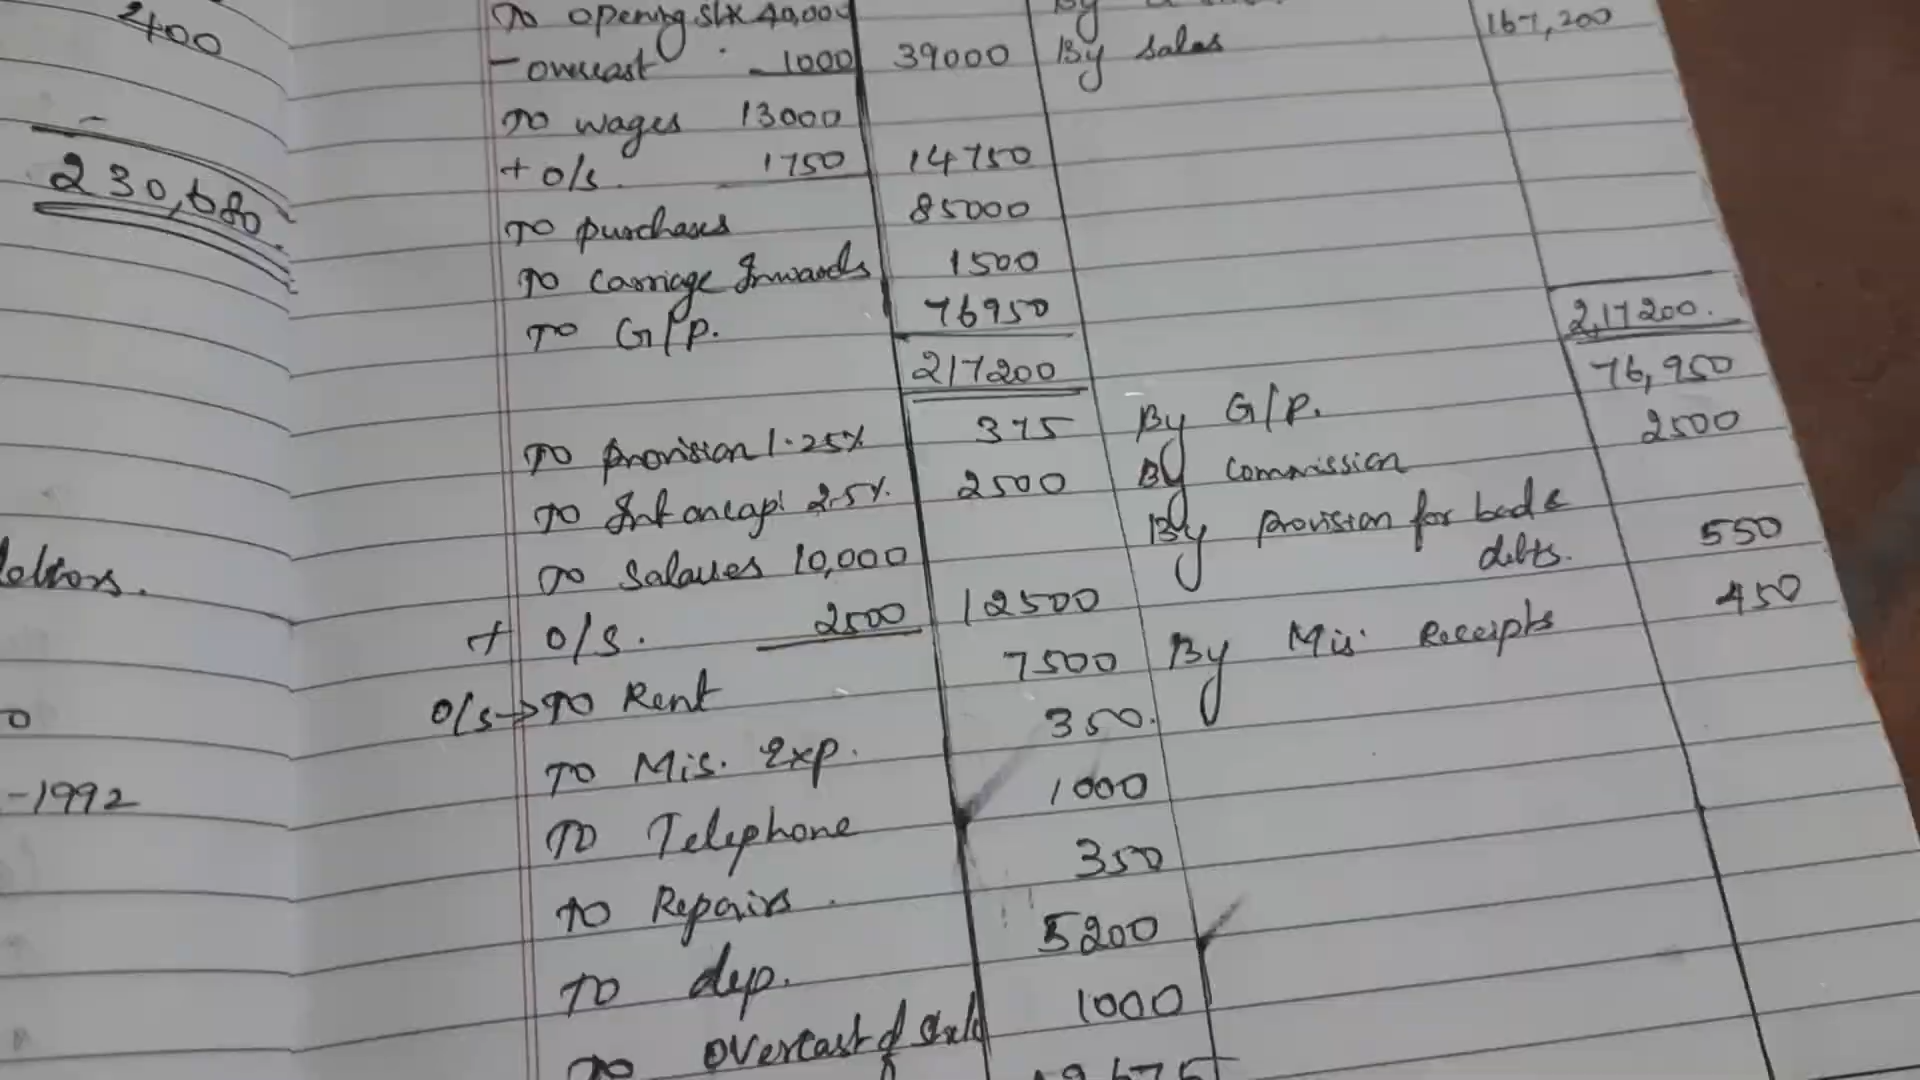 2400
230,680.
debtors.
0
-1992
To opening stk 40,000
By
167,200
- overcast 1000 39000 By sales
To wages 13000
+ o/s. 1750 14750
To purchases 85000
To Carriage Inwards 1500
To G/P. 76950
2,17200.
217200
76,950
To provision 1.25% 375 By G/P.
2500
To Int on cap: 2.5% 2500 By Commission
To Salaries 10,000
By provision for bad &
debts. 550
+ o/s. 2500 12500
450
o/s → To Rent 7500 By Mis: Receipts
To Mis. Exp. 350.
To Telephone 1000
To Repairs. 350
To dep. 5200
To overcast of 1000